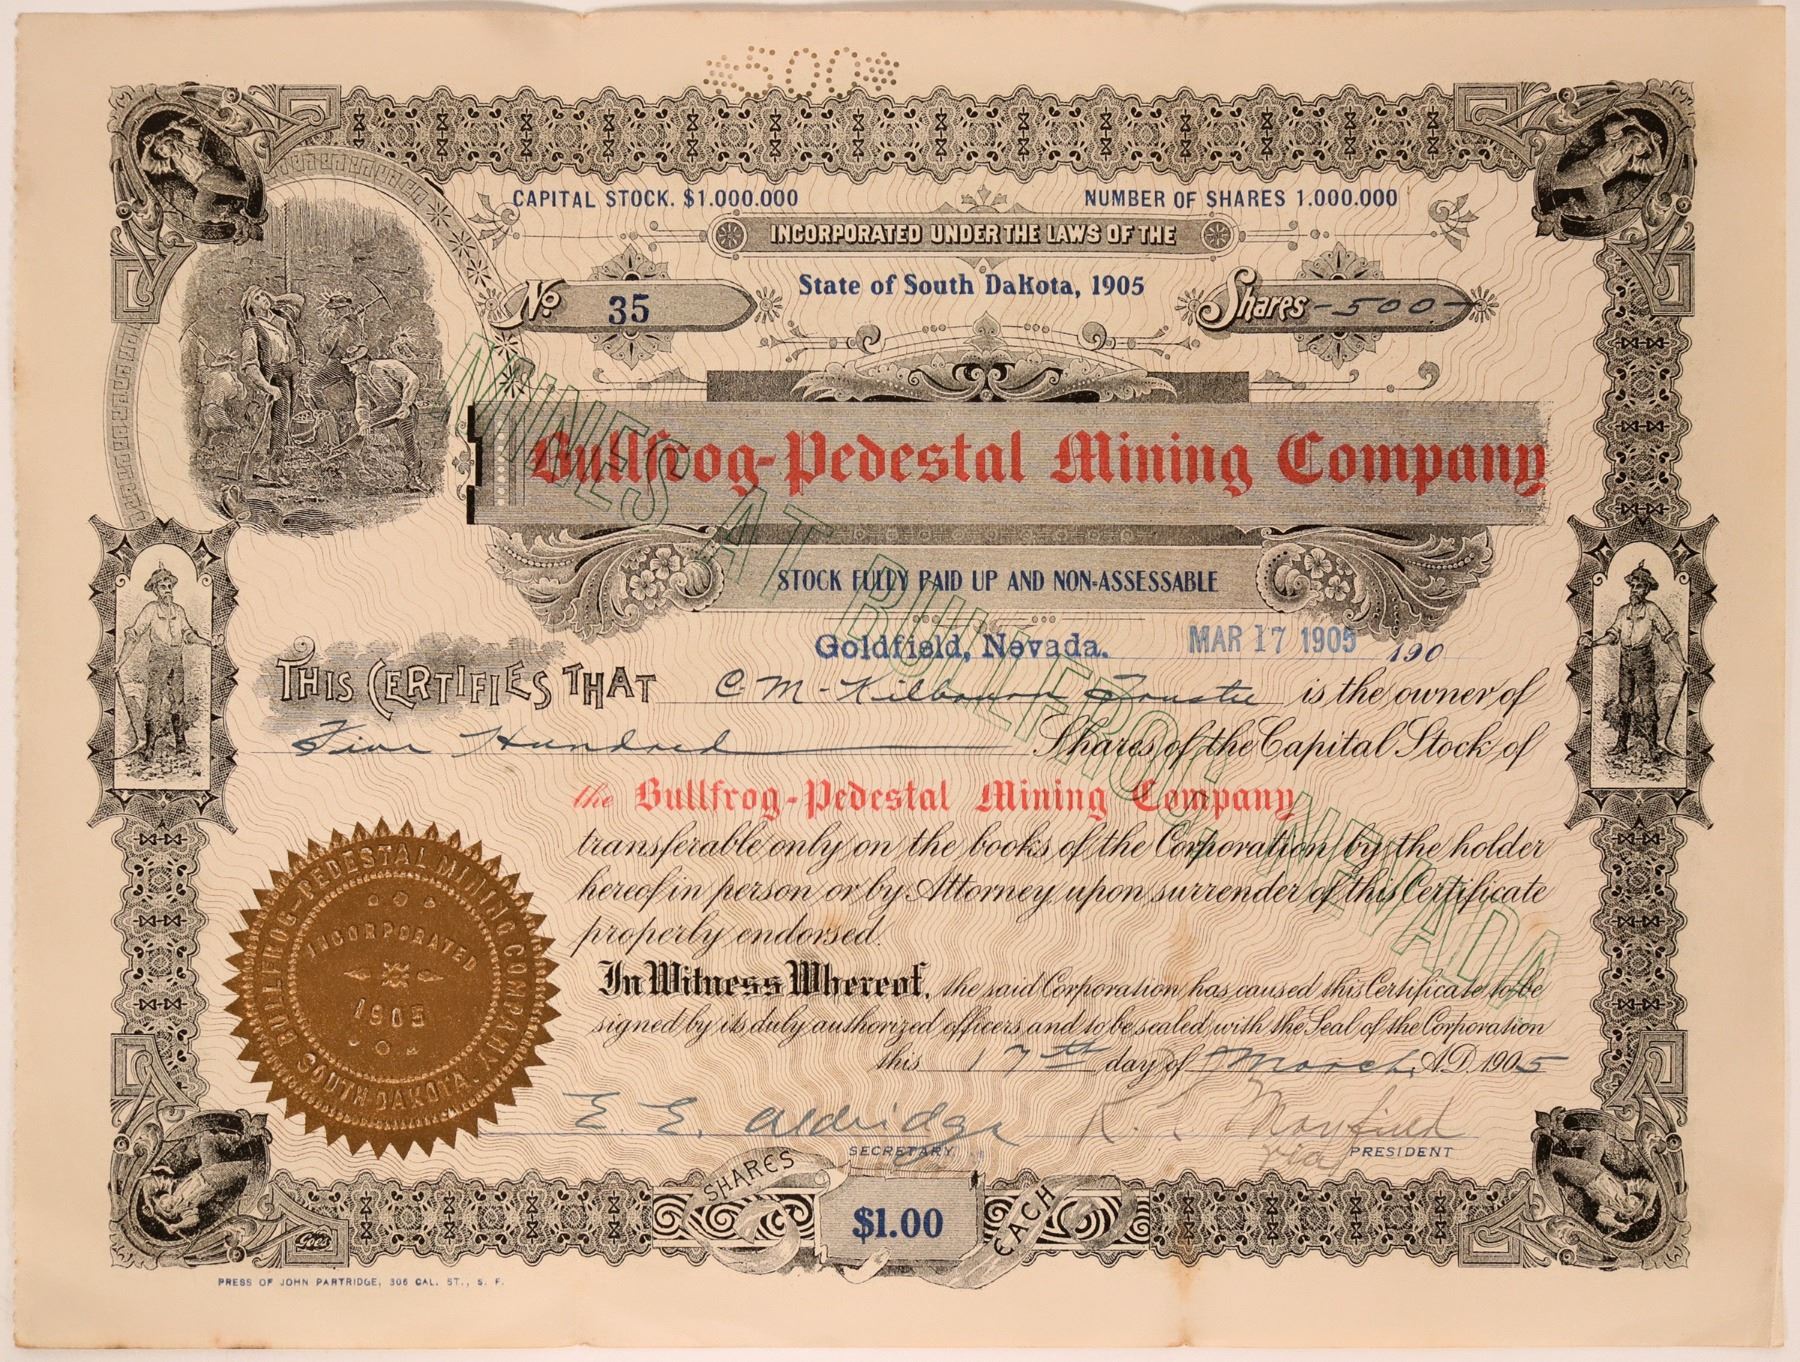 $500$
CAPITAL STOCK. $1.000.000 NUMBER OF SHARES 1.000.000
INCORPORATED UNDER THE LAWS OF THE
State of South Dakota, 1905
No 35 Shares -500-
Bullfrog-Pedestal Mining Company
MINES AT BULLFROG, NEVADA
STOCK FULLY PAID UP AND NON-ASSESSABLE
Goldfield, Nevada. MAR 17 1905 190
THIS CERTIFIES THAT C M - Kilbourn Trustee is the owner of
Five Hundred Shares of the Capital Stock of
the Bullfrog-Pedestal Mining Company
transferable only on the books of the Corporation by the holder
hereof in person or by Attorney upon surrender of this Certificate
properly endorsed.
In Witness Whereof, the said Corporation has caused this Certificate to be
signed by its duly authorized officers and to be sealed with the Seal of the Corporation
this 17th day of March A.D. 1905
BULLFROG-PEDESTAL MINING COMPANY
INCORPORATED
1905
SOUTH DAKOTA.
E. E. Aldridge
SECRETARY.
Mayfield
PRESIDENT
SHARES $1.00 EACH
Goes
PRESS OF JOHN PARTRIDGE, 306 CAL. ST., S. F.